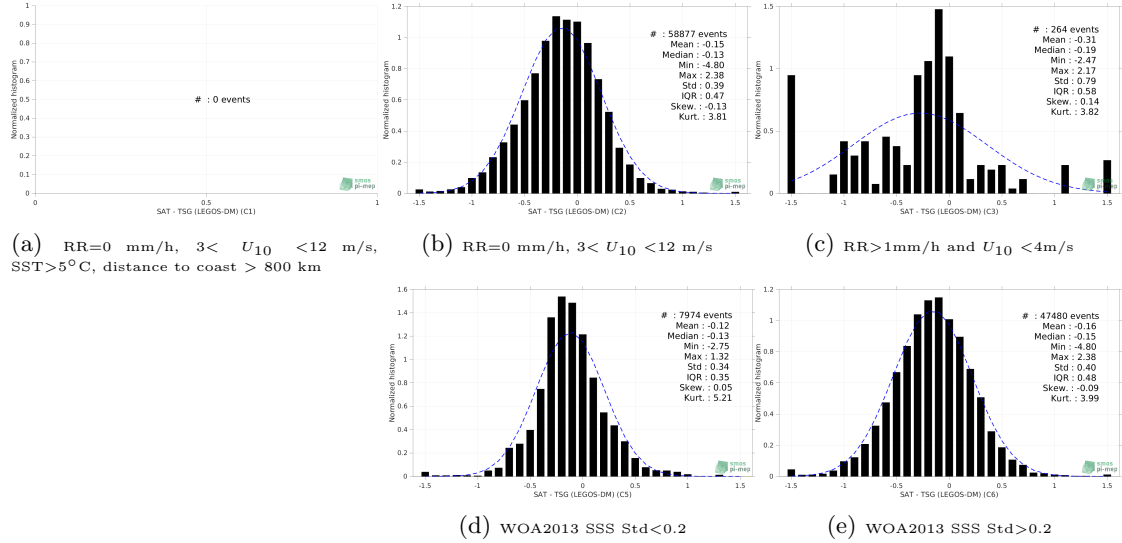 1
0.9
0.8
0.7
0.6
0.5
0.4
0.3
0.2
0.1
0
Normalized histogram
# : 0 events
smos
pi-mep
0 0.5 1
SAT - TSG (LEGOS-DM) (C1)
(a) RR=0 mm/h, 3< U10 <12 m/s,
SST>5°C, distance to coast > 800 km
1.2
1
0.8
0.6
0.4
0.2
0
Normalized histogram
# : 58877 events
Mean : -0.15
Median : -0.13
Min : -4.80
Max : 2.38
Std : 0.39
IQR : 0.47
Skew. : -0.13
Kurt. : 3.81
smos
pi-mep
-1.5 -1 -0.5 0 0.5 1 1.5
SAT - TSG (LEGOS-DM) (C2)
(b) RR=0 mm/h, 3< U10 <12 m/s
1.5
1
0.5
0
Normalized histogram
# : 264 events
Mean : -0.31
Median : -0.19
Min : -2.47
Max : 2.17
Std : 0.79
IQR : 0.58
Skew. : 0.14
Kurt. : 3.82
smos
pi-mep
-1.5 -1 -0.5 0 0.5 1 1.5
SAT - TSG (LEGOS-DM) (C3)
(c) RR>1mm/h and U10 <4m/s
1.6
1.4
1.2
1
0.8
0.6
0.4
0.2
0
Normalized histogram
# : 7974 events
Mean : -0.12
Median : -0.13
Min : -2.75
Max : 1.32
Std : 0.34
IQR : 0.35
Skew. : 0.05
Kurt. : 5.21
smos
pi-mep
-1.5 -1 -0.5 0 0.5 1 1.5
SAT - TSG (LEGOS-DM) (C5)
(d) WOA2013 SSS Std<0.2
1.2
1
0.8
0.6
0.4
0.2
0
Normalized histogram
# : 47480 events
Mean : -0.16
Median : -0.15
Min : -4.80
Max : 2.38
Std : 0.40
IQR : 0.48
Skew. : -0.09
Kurt. : 3.99
smos
pi-mep
-1.5 -1 -0.5 0 0.5 1 1.5
SAT - TSG (LEGOS-DM) (C6)
(e) WOA2013 SSS Std>0.2